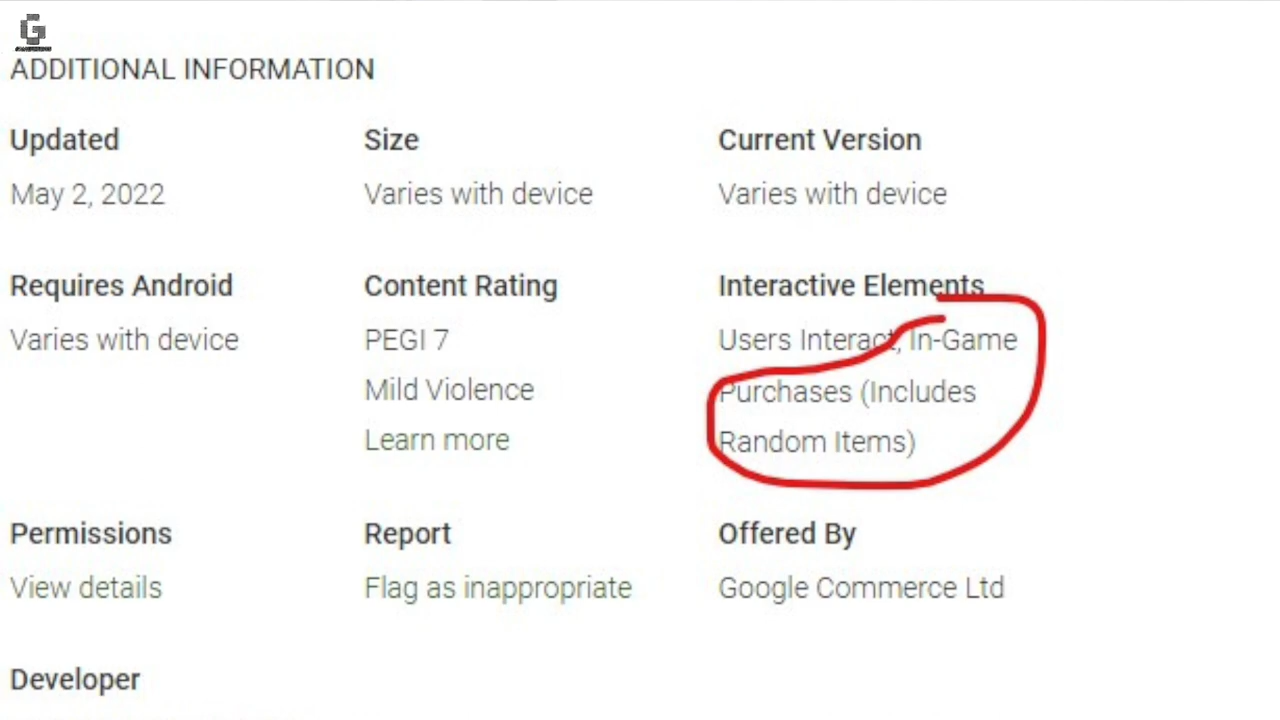 ADDITIONAL INFORMATION
Updated
Size
Current Version
May 2, 2022
Varies with device
Varies with device
Requires Android
Content Rating
Interactive Elements
Varies with device
PEGI 7
Users Interact, In-Game
Mild Violence
Purchases (Includes
Learn more
Random Items)
Permissions
Report
Offered By
View details
Flag as inappropriate
Google Commerce Ltd
Developer